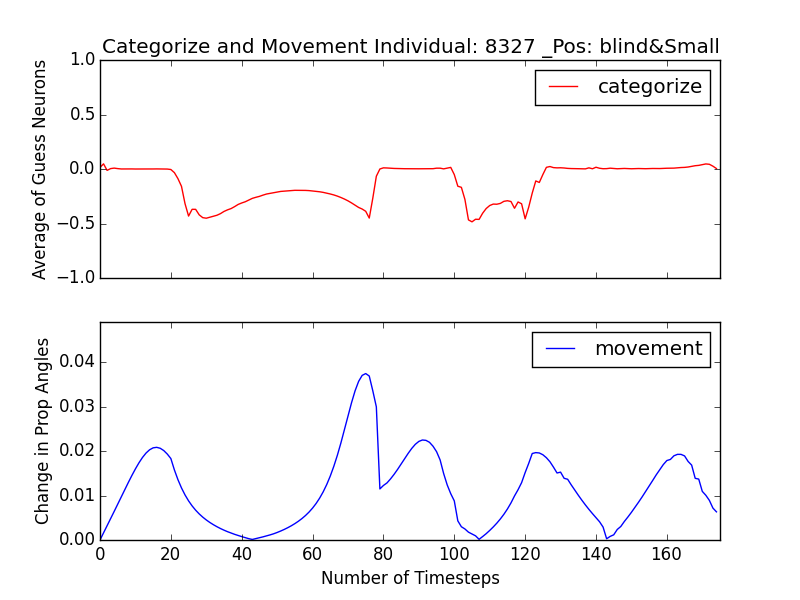 Categorize and Movement Individual: 8327 _Pos: blind&Small
Average of Guess Neurons
1.0
0.5
0.0
−0.5
−1.0
categorize
Change in Prop Angles
0.04
0.03
0.02
0.01
0.00
movement
0 20 40 60 80 100 120 140 160
Number of Timesteps